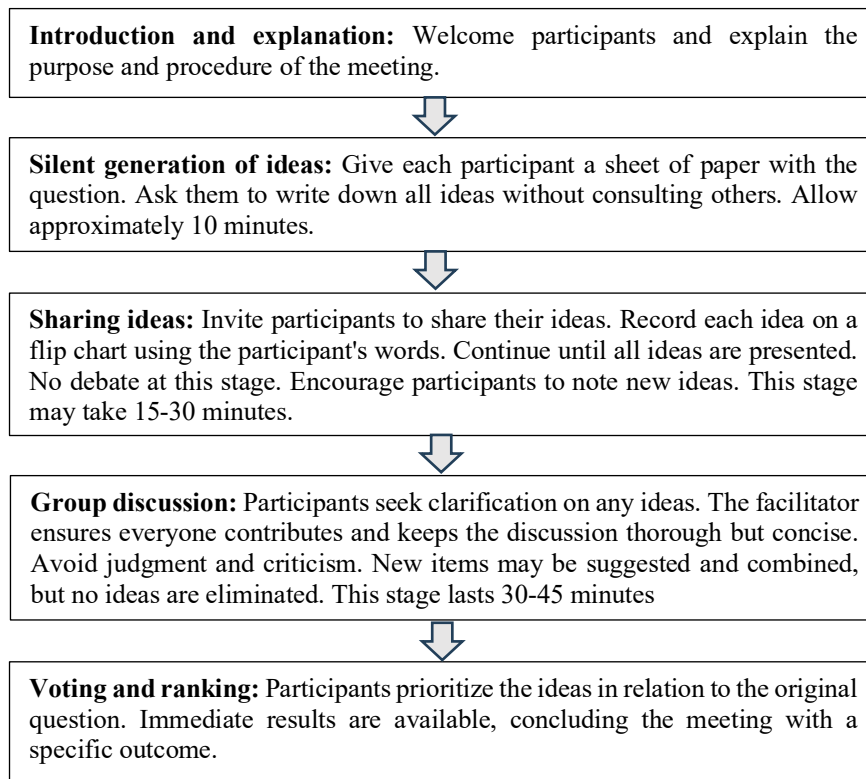 Introduction and explanation: Welcome participants and explain the
purpose and procedure of the meeting.
Silent generation of ideas: Give each participant a sheet of paper with the
question. Ask them to write down all ideas without consulting others. Allow
approximately 10 minutes.
Sharing ideas: Invite participants to share their ideas. Record each idea on a
flip chart using the participant's words. Continue until all ideas are presented.
No debate at this stage. Encourage participants to note new ideas. This stage
may take 15-30 minutes.
Group discussion: Participants seek clarification on any ideas. The facilitator
ensures everyone contributes and keeps the discussion thorough but concise.
Avoid judgment and criticism. New items may be suggested and combined,
but no ideas are eliminated. This stage lasts 30-45 minutes
Voting and ranking: Participants prioritize the ideas in relation to the original
question. Immediate results are available, concluding the meeting with a
specific outcome.